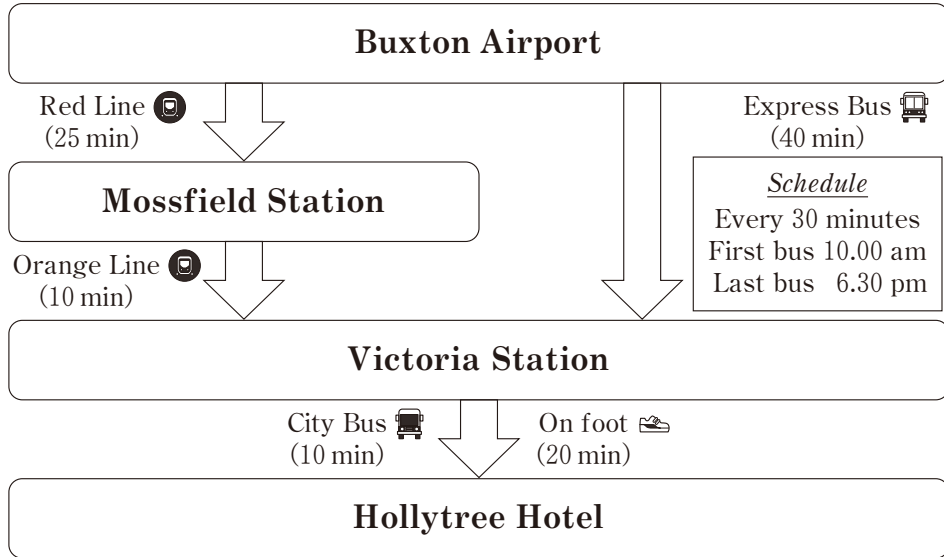 Buxton Airport
Red Line
(25 min)
Express Bus
(40 min)
Schedule
Every 30 minutes
First bus 10.00 am
Last bus 6.30 pm
Mossfield Station
Orange Line
(10 min)
Victoria Station
City Bus
(10 min)
On foot
(20 min)
Hollytree Hotel